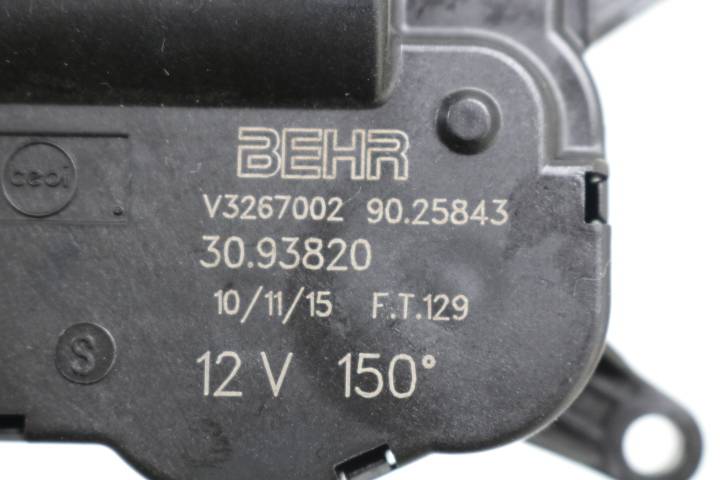 BEHR
V3267002 90.25843
30.93820
10/11/15 F.T.129
12 V 150°
S